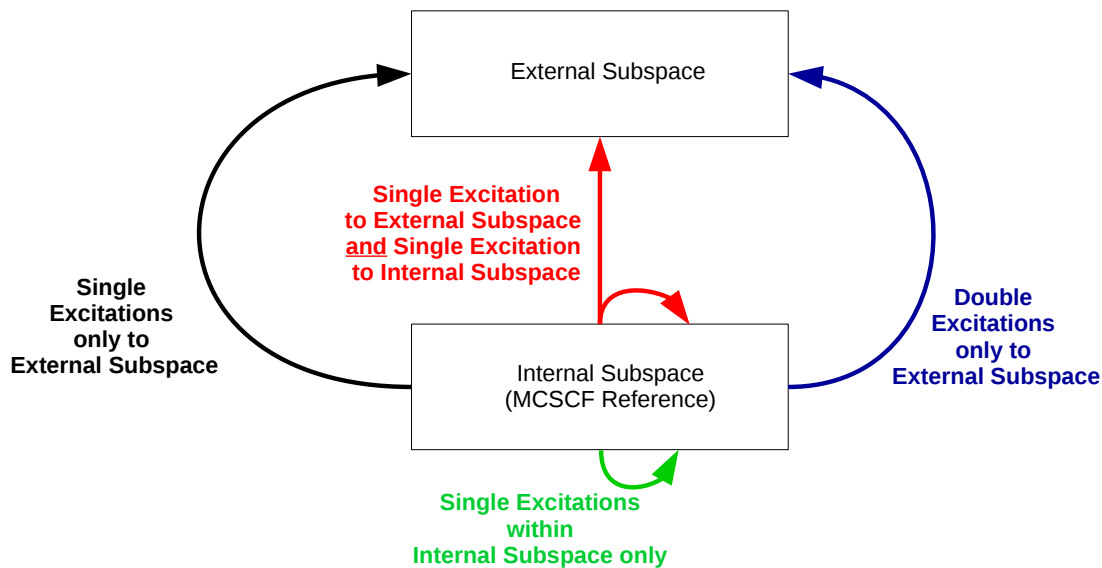 External Subspace
Single Excitation
to External Subspace
and Single Excitation
to Internal Subspace
Single
Excitations
only to
External Subspace
Double
Excitations
only to
External Subspace
Internal Subspace
(MCSCF Reference)
Single Excitations
within
Internal Subspace only